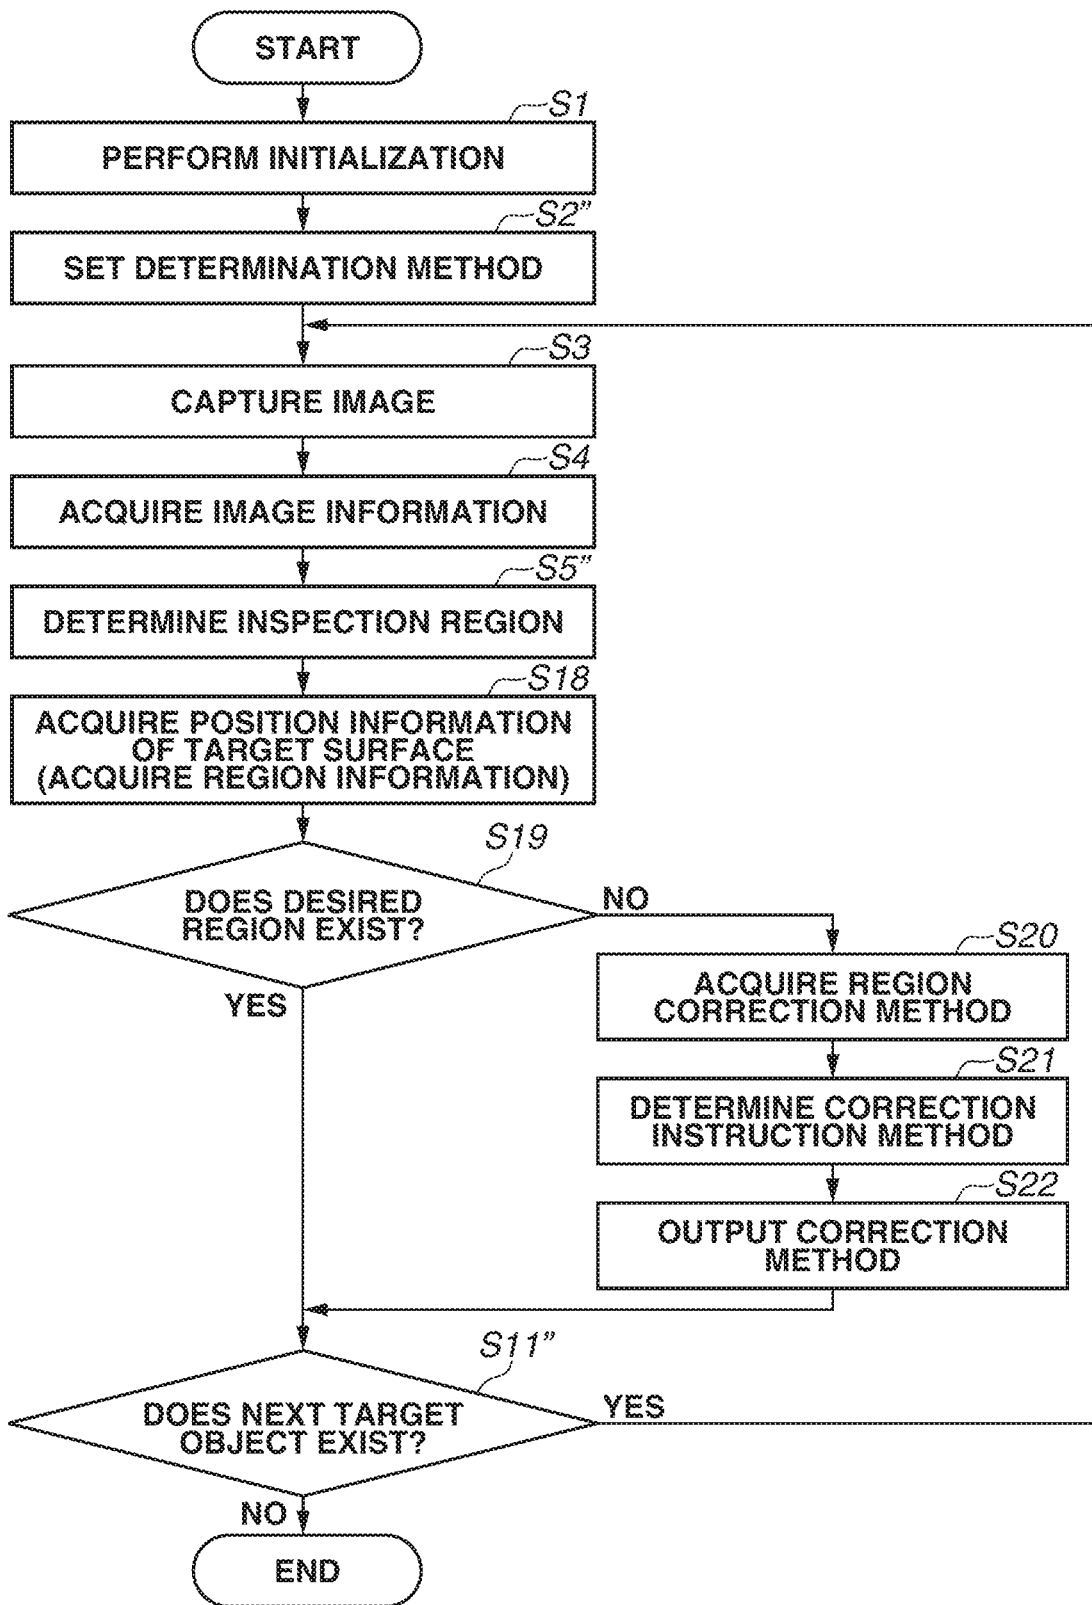 START
S1
PERFORM INITIALIZATION
S2”
SET DETERMINATION METHOD
S3
CAPTURE IMAGE
S4
ACQUIRE IMAGE INFORMATION
S5”
DETERMINE INSPECTION REGION
S18
ACQUIRE POSITION INFORMATION
OF TARGET SURFACE
(ACQUIRE REGION INFORMATION)
S19
DOES DESIRED
REGION EXIST?
NO
YES
S20
ACQUIRE REGION
CORRECTION METHOD
S21
DETERMINE CORRECTION
INSTRUCTION METHOD
S22
OUTPUT CORRECTION
METHOD
S11”
DOES NEXT TARGET
OBJECT EXIST?
YES
NO
END